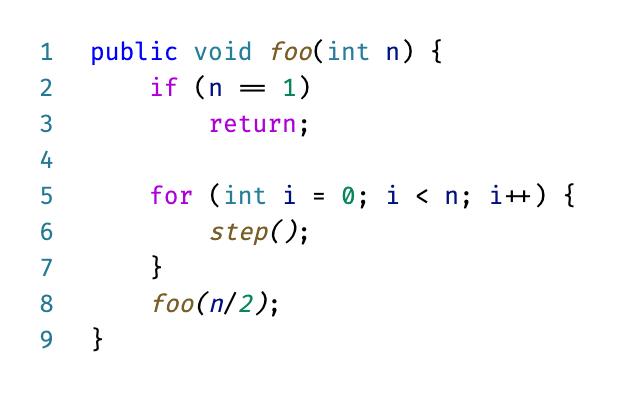 1 public void foo(int n) {
2 if (n == 1)
3 return;
4
5 for (int i = 0; i < n; i++) {
6 step();
7 }
8 foo(n/2);
9 }